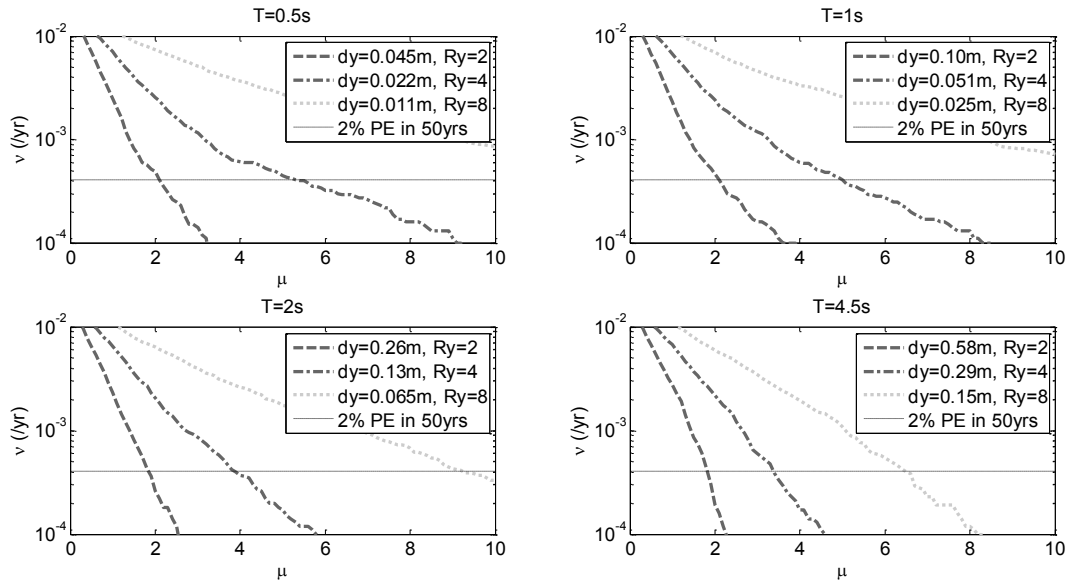 T=0.5s
10^-2
10^-3
10^-4
ν (/yr)
0 2 4 6 8 10
μ
dy=0.045m, Ry=2
dy=0.022m, Ry=4
dy=0.011m, Ry=8
2% PE in 50yrs
T=1s
10^-2
10^-3
10^-4
ν (/yr)
0 2 4 6 8 10
μ
dy=0.10m, Ry=2
dy=0.051m, Ry=4
dy=0.025m, Ry=8
2% PE in 50yrs
T=2s
10^-2
10^-3
10^-4
ν (/yr)
0 2 4 6 8 10
μ
dy=0.26m, Ry=2
dy=0.13m, Ry=4
dy=0.065m, Ry=8
2% PE in 50yrs
T=4.5s
10^-2
10^-3
10^-4
ν (/yr)
0 2 4 6 8 10
μ
dy=0.58m, Ry=2
dy=0.29m, Ry=4
dy=0.15m, Ry=8
2% PE in 50yrs